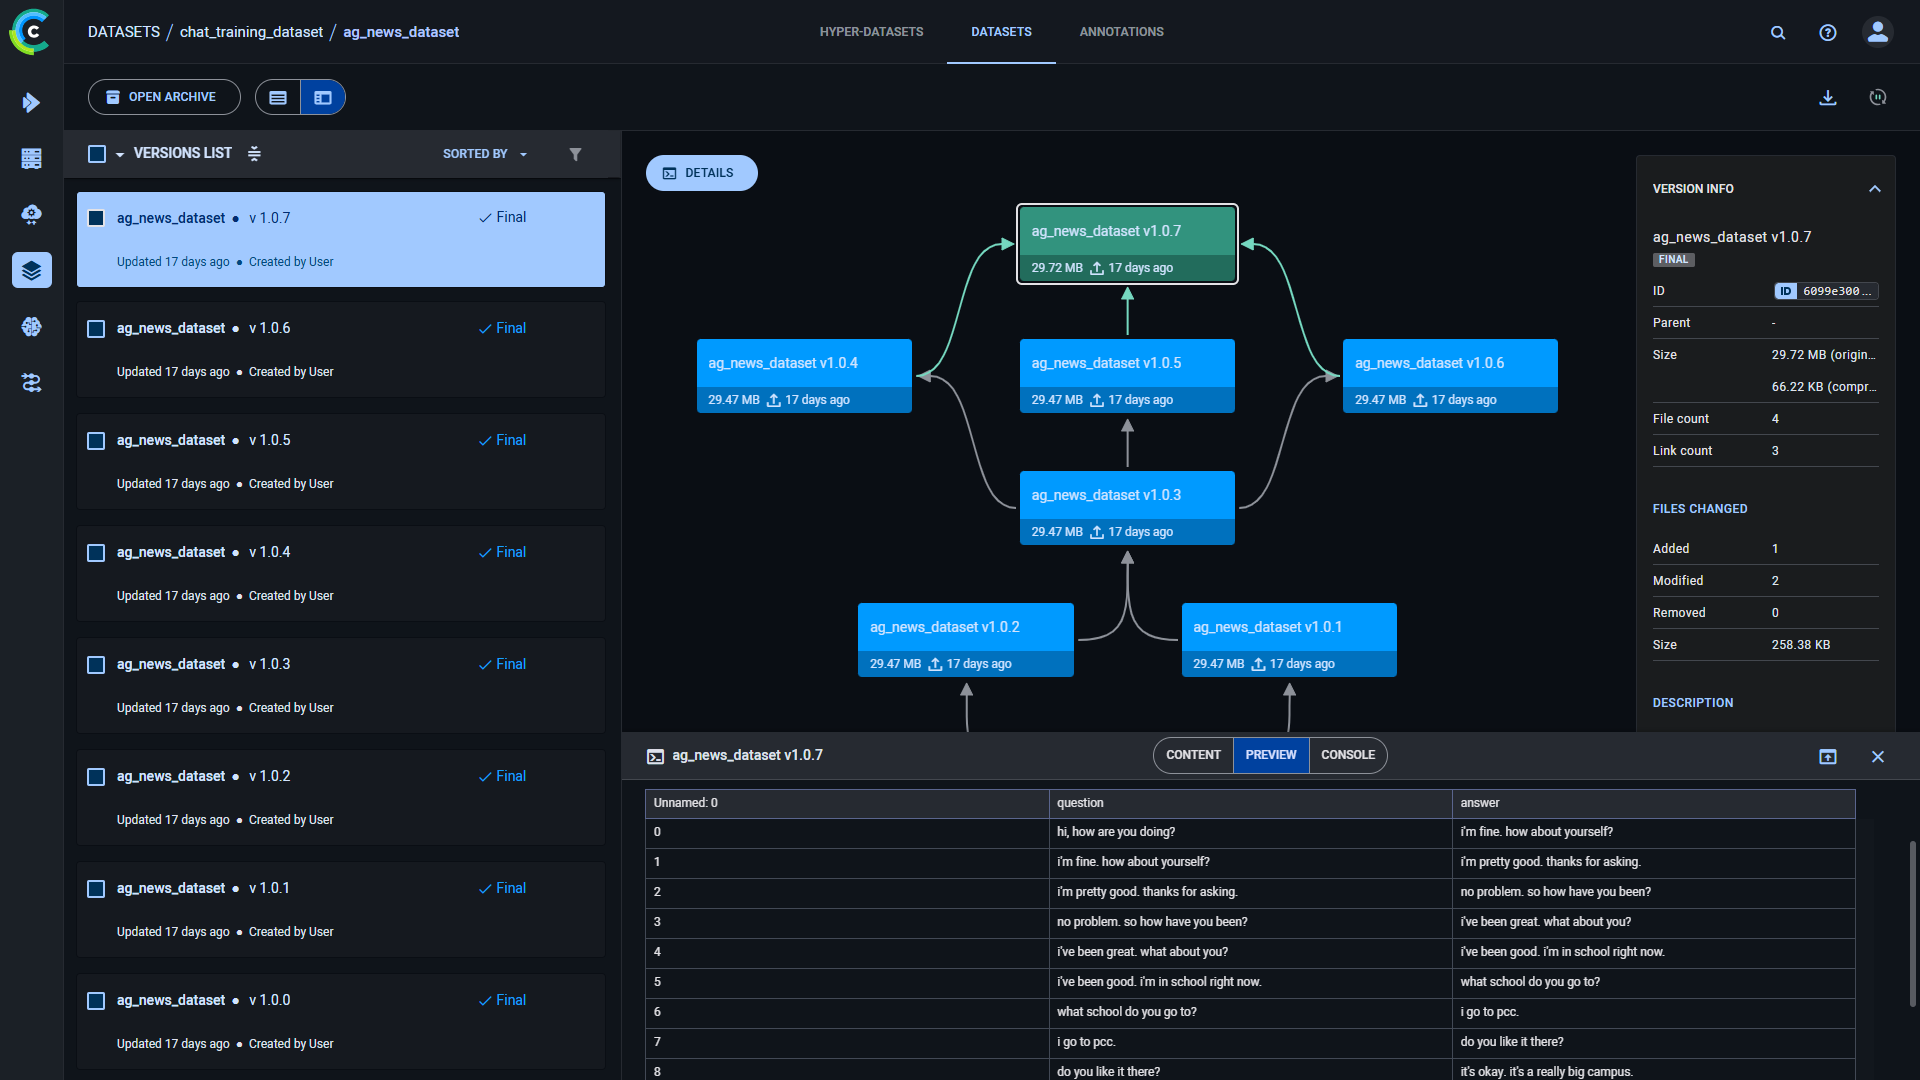 DATASETS / chat_training_dataset / ag_news_dataset
HYPER-DATASETS
DATASETS
ANNOTATIONS
OPEN ARCHIVE
VERSIONS LIST
SORTED BY
ag_news_dataset • v 1.0.7
Final
Updated 17 days ago • Created by User
ag_news_dataset • v 1.0.6
Final
Updated 17 days ago • Created by User
ag_news_dataset • v 1.0.5
Final
Updated 17 days ago • Created by User
ag_news_dataset • v 1.0.4
Final
Updated 17 days ago • Created by User
ag_news_dataset • v 1.0.3
Final
Updated 17 days ago • Created by User
ag_news_dataset • v 1.0.2
Final
Updated 17 days ago • Created by User
ag_news_dataset • v 1.0.1
Final
Updated 17 days ago • Created by User
ag_news_dataset • v 1.0.0
Final
Updated 17 days ago • Created by User
DETAILS
ag_news_dataset v1.0.7
29.72 MB 17 days ago
ag_news_dataset v1.0.4
29.47 MB 17 days ago
ag_news_dataset v1.0.5
29.47 MB 17 days ago
ag_news_dataset v1.0.6
29.47 MB 17 days ago
ag_news_dataset v1.0.3
29.47 MB 17 days ago
ag_news_dataset v1.0.2
29.47 MB 17 days ago
ag_news_dataset v1.0.1
29.47 MB 17 days ago
VERSION INFO
ag_news_dataset v1.0.7
FINAL
ID ID 6099e300 ...
Parent -
Size 29.72 MB (origin...
66.22 KB (compr...
File count 4
Link count 3
FILES CHANGED
Added 1
Modified 2
Removed 0
Size 258.38 KB
DESCRIPTION
ag_news_dataset v1.0.7
CONTENT
PREVIEW
CONSOLE
Unnamed: 0 question answer
0 hi, how are you doing? i'm fine. how about yourself?
1 i'm fine. how about yourself? i'm pretty good. thanks for asking.
2 i'm pretty good. thanks for asking. no problem. so how have you been?
3 no problem. so how have you been? i've been great. what about you?
4 i've been great. what about you? i've been good. i'm in school right now.
5 i've been good. i'm in school right now. what school do you go to?
6 what school do you go to? i go to pcc.
7 i go to pcc. do you like it there?
8 do you like it there? it's okay. it's a really big campus.